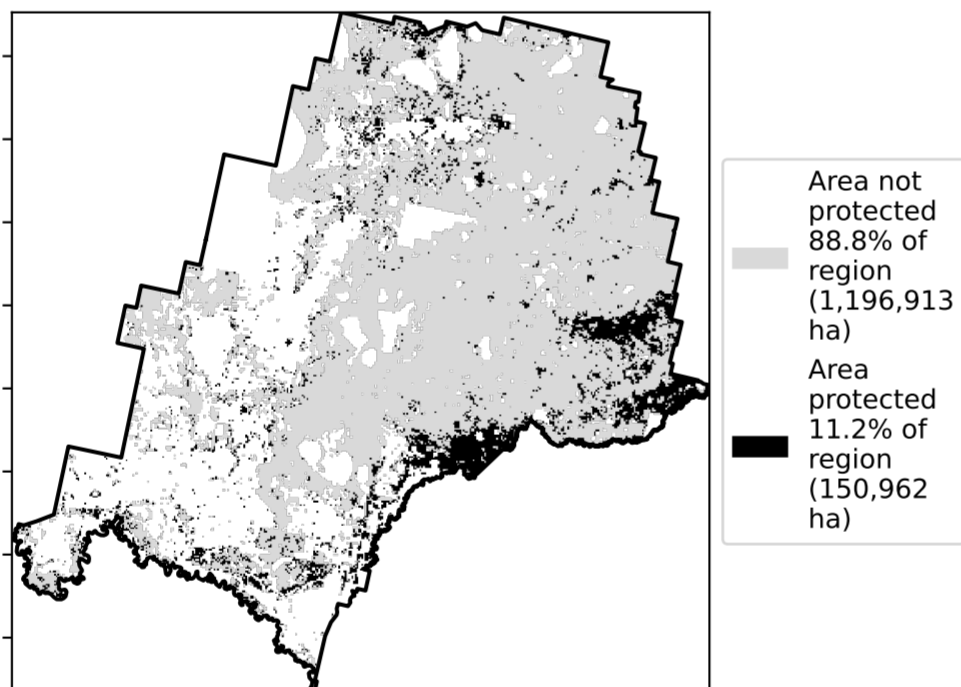 Area not
protected
88.8% of
region
(1,196,913
ha)
Area
protected
11.2% of
region
(150,962
ha)